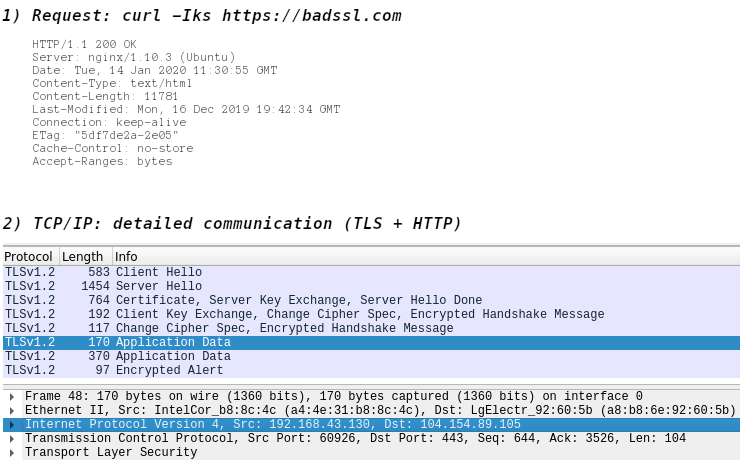 1) Request: curl -Iks https://badssl.com
HTTP/1.1 200 OK
Server: nginx/1.10.3 (Ubuntu)
Date: Tue, 14 Jan 2020 11:30:55 GMT
Content-Type: text/html
Content-Length: 11781
Last-Modified: Mon, 16 Dec 2019 19:42:34 GMT
Connection: keep-alive
ETag: "5df7de2a-2e05"
Cache-Control: no-store
Accept-Ranges: bytes
2) TCP/IP: detailed communication (TLS + HTTP)
Protocol Length Info
TLSv1.2 583 Client Hello
TLSv1.2 1454 Server Hello
TLSv1.2 764 Certificate, Server Key Exchange, Server Hello Done
TLSv1.2 192 Client Key Exchange, Change Cipher Spec, Encrypted Handshake Message
TLSv1.2 117 Change Cipher Spec, Encrypted Handshake Message
TLSv1.2 170 Application Data
TLSv1.2 370 Application Data
TLSv1.2 97 Encrypted Alert
Frame 48: 170 bytes on wire (1360 bits), 170 bytes captured (1360 bits) on interface 0
Ethernet II, Src: IntelCor_b8:8c:4c (a4:4e:31:b8:8c:4c), Dst: LgElectr_92:60:5b (a8:b8:6e:92:60:5b)
Internet Protocol Version 4, Src: 192.168.43.130, Dst: 104.154.89.105
Transmission Control Protocol, Src Port: 60926, Dst Port: 443, Seq: 644, Ack: 3526, Len: 104
Transport Layer Security